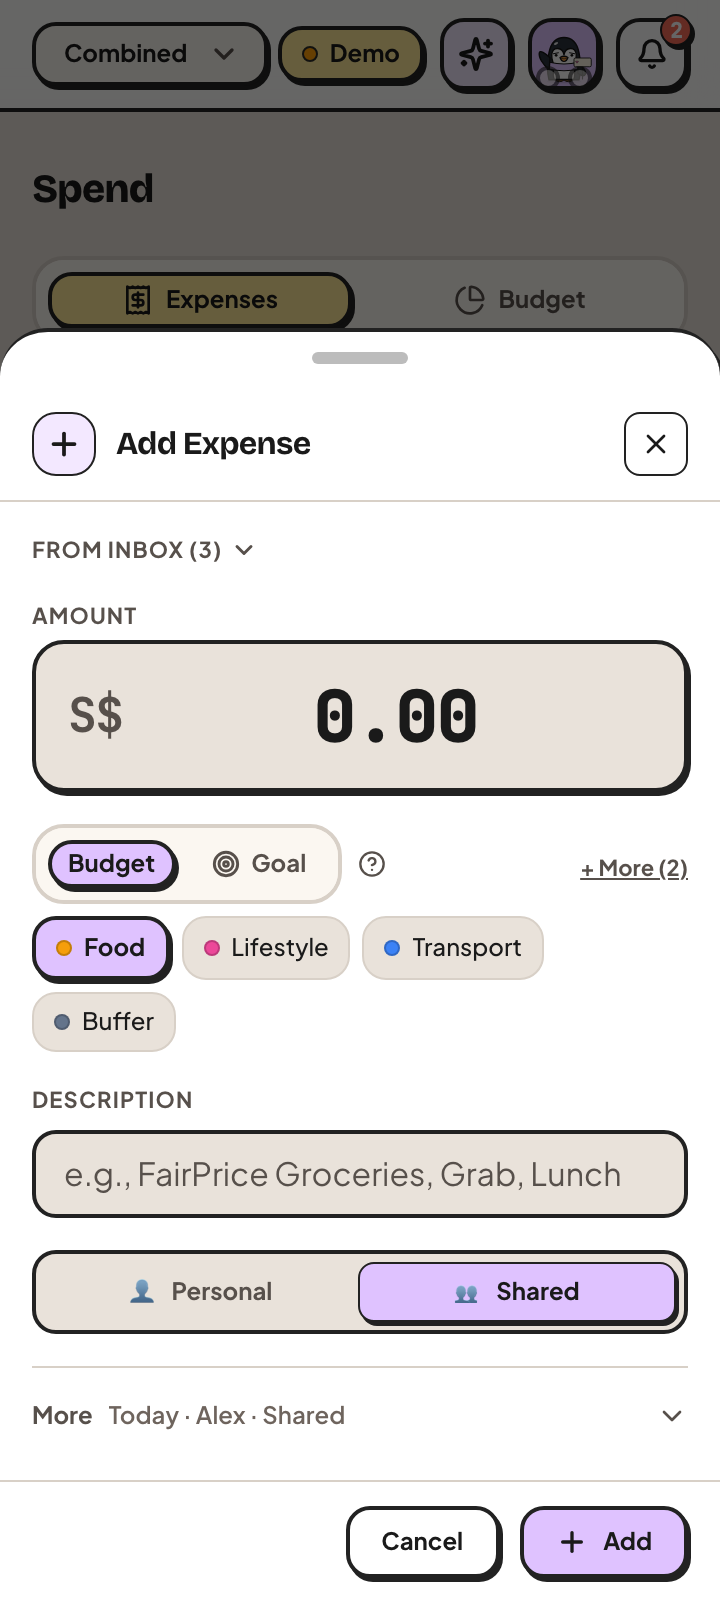 Combined
Demo
2
Spend
Expenses
Budget
Add Expense
FROM INBOX (3)
AMOUNT
S$ 0.00
Budget
Goal
+ More (2)
Food
Lifestyle
Transport
Buffer
DESCRIPTION
e.g., FairPrice Groceries, Grab, Lunch
Personal
Shared
More Today · Alex · Shared
Cancel
+ Add